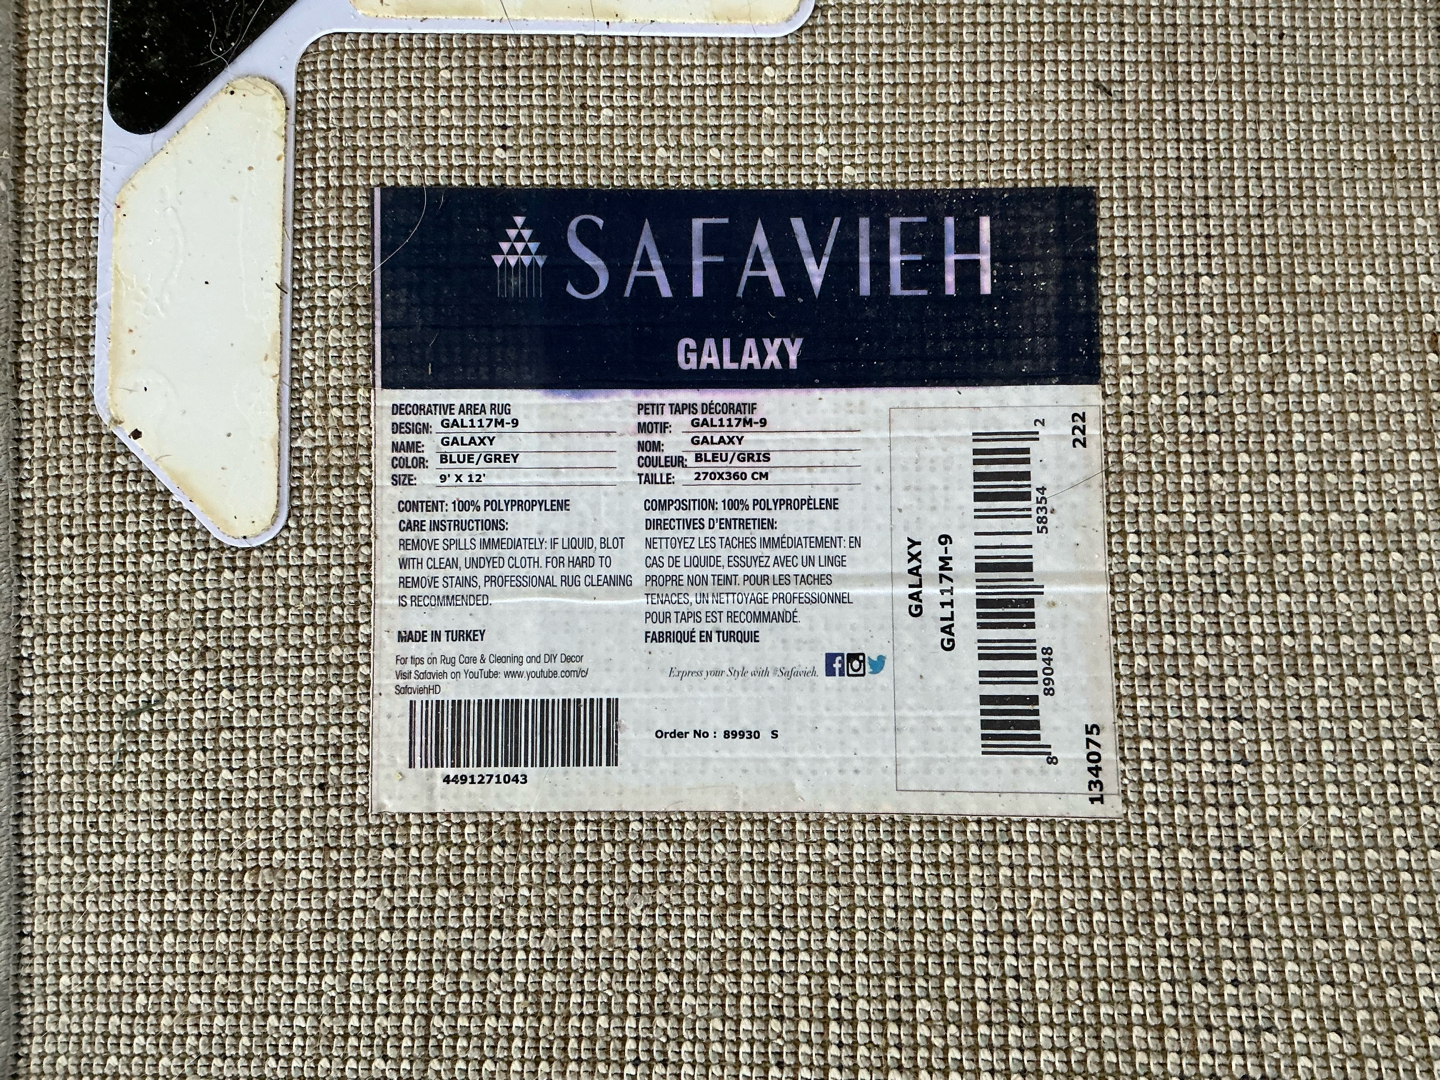 SAFAVIEH
GALAXY
DECORATIVE AREA RUG
DESIGN: GAL117M-9
NAME: GALAXY
COLOR: BLUE/GREY
SIZE: 9' X 12'
CONTENT: 100% POLYPROPYLENE
CARE INSTRUCTIONS:
REMOVE SPILLS IMMEDIATELY: IF LIQUID, BLOT
WITH CLEAN, UNDYED CLOTH. FOR HARD TO
REMOVE STAINS, PROFESSIONAL RUG CLEANING
IS RECOMMENDED.
MADE IN TURKEY
For tips on Rug Care & Cleaning and DIY Decor
Visit Safavieh on YouTube: www.youtube.com/c/
SafaviehHD
4491271043
PETIT TAPIS DÉCORATIF
MOTIF: GAL117M-9
NOM: GALAXY
COULEUR: BLEU/GRIS
TAILLE: 270X360 CM
COMPOSITION: 100% POLYPROPÈLENE
DIRECTIVES D'ENTRETIEN:
NETTOYEZ LES TACHES IMMÉDIATEMENT: EN
CAS DE LIQUIDE, ESSUYEZ AVEC UN LINGE
PROPRE NON TEINT. POUR LES TACHES
TENACES, UN NETTOYAGE PROFESSIONNEL
POUR TAPIS EST RECOMMANDÉ.
FABRIQUÉ EN TURQUIE
Express your Style with #Safavieh.
Order No : 89930 S
GALAXY
GAL117M-9
8 89048 58354 2
134075 222